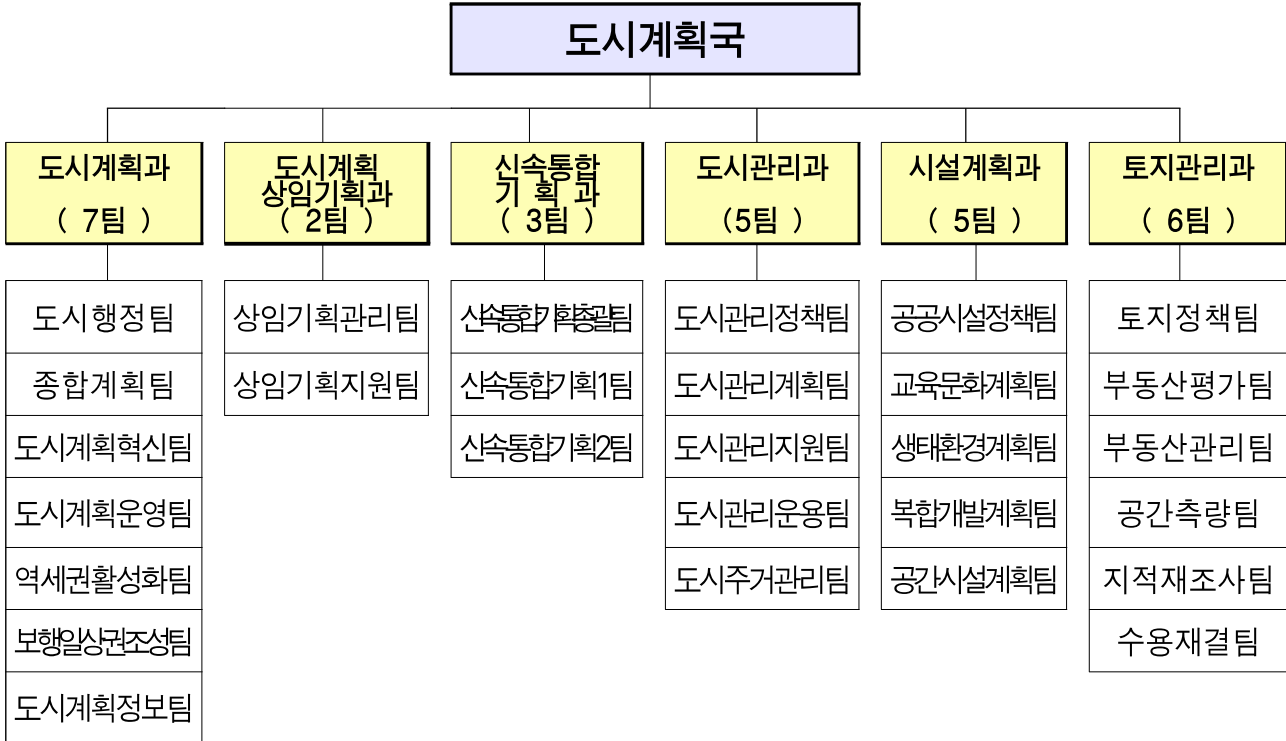 도시계획국
도시계획과
( 7팀 )
도시계획
상임기획과
( 2팀 )
신속통합
기 획 과
( 3팀 )
도시관리과
(5팀 )
시설계획과
( 5팀 )
토지관리과
( 6팀 )
도시행정팀
종합계획팀
도시계획혁신팀
도시계획운영팀
역세권활성화팀
보행일상권조성팀
도시계획정보팀
상임기획관리팀
상임기획지원팀
신속통합기획총괄팀
신속통합기획1팀
신속통합기획2팀
도시관리정책팀
도시관리계획팀
도시관리지원팀
도시관리운용팀
도시주거관리팀
공공시설정책팀
교육문화계획팀
생태환경계획팀
복합개발계획팀
공간시설계획팀
토지정책팀
부동산평가팀
부동산관리팀
공간측량팀
지적재조사팀
수용재결팀